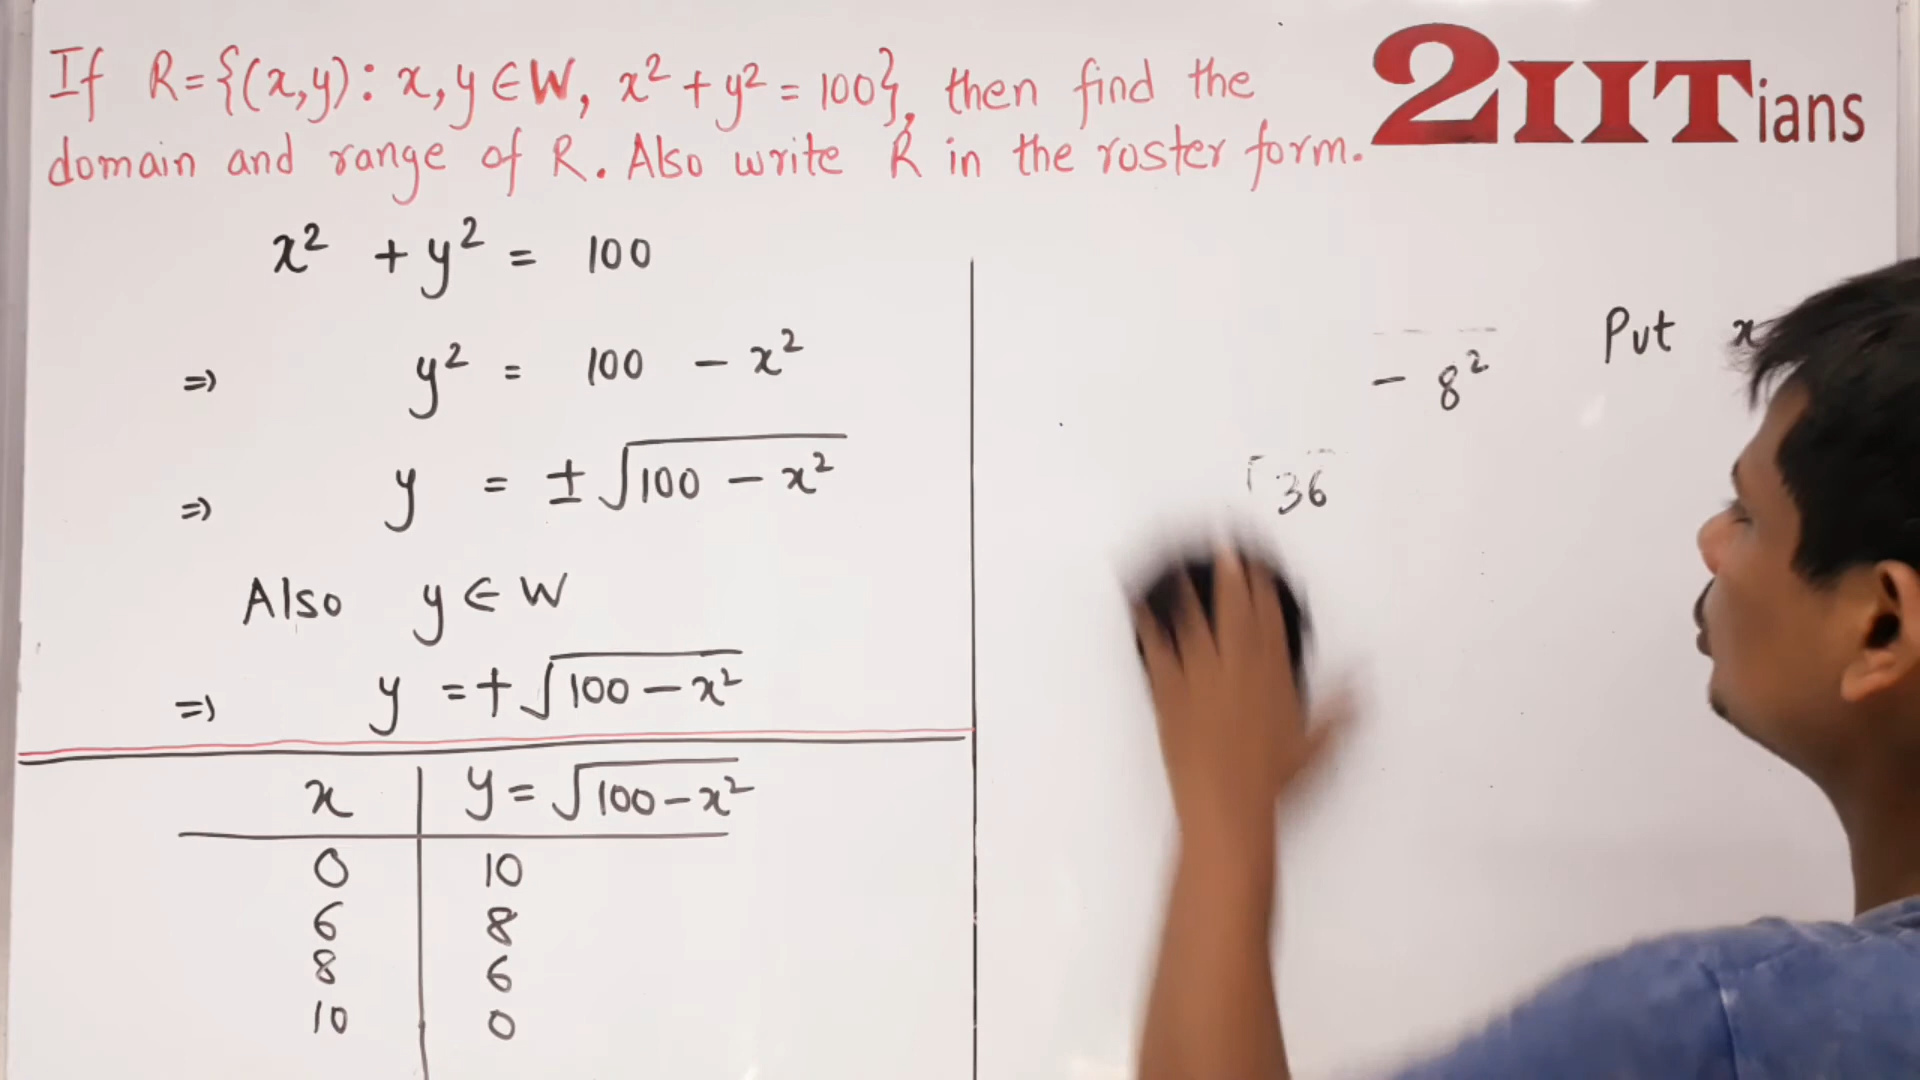 If R={(x,y): x,y∈W, x²+y²=100}, then find the
domain and range of R. Also write R in the roster form.
2IITians
x² + y² = 100
⇒ y² = 100 - x²
⇒ y = ±√100 - x²
Also y∈W
⇒ y = +√100 - x²
x | y = √100-x²
0 | 10
6 | 8
8 | 6
10 | 0
Put x
- 8²
√36